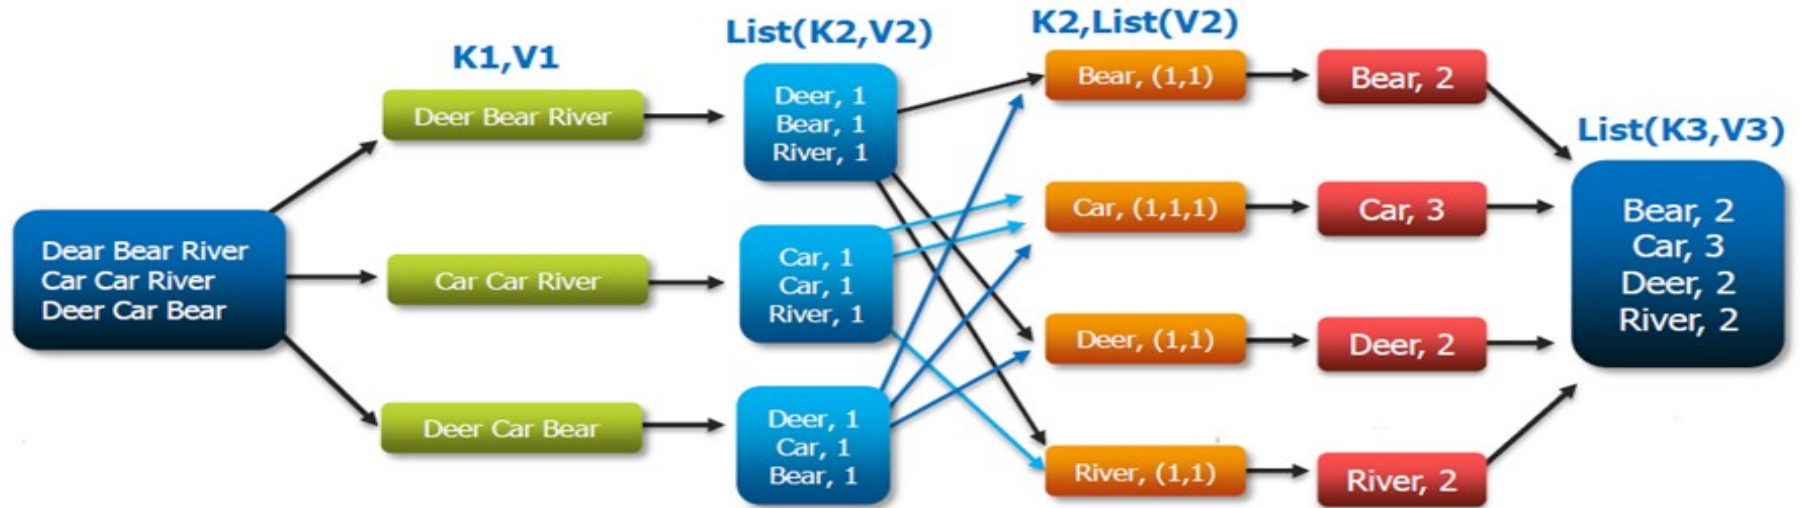 K1,V1
List(K2,V2)
K2,List(V2)
List(K3,V3)
Dear Bear River
Car Car River
Deer Car Bear
Deer Bear River
Car Car River
Deer Car Bear
Deer, 1
Bear, 1
River, 1
Car, 1
Car, 1
River, 1
Deer, 1
Car, 1
Bear, 1
Bear, (1,1)
Car, (1,1,1)
Deer, (1,1)
River, (1,1)
Bear, 2
Car, 3
Deer, 2
River, 2
Bear, 2
Car, 3
Deer, 2
River, 2